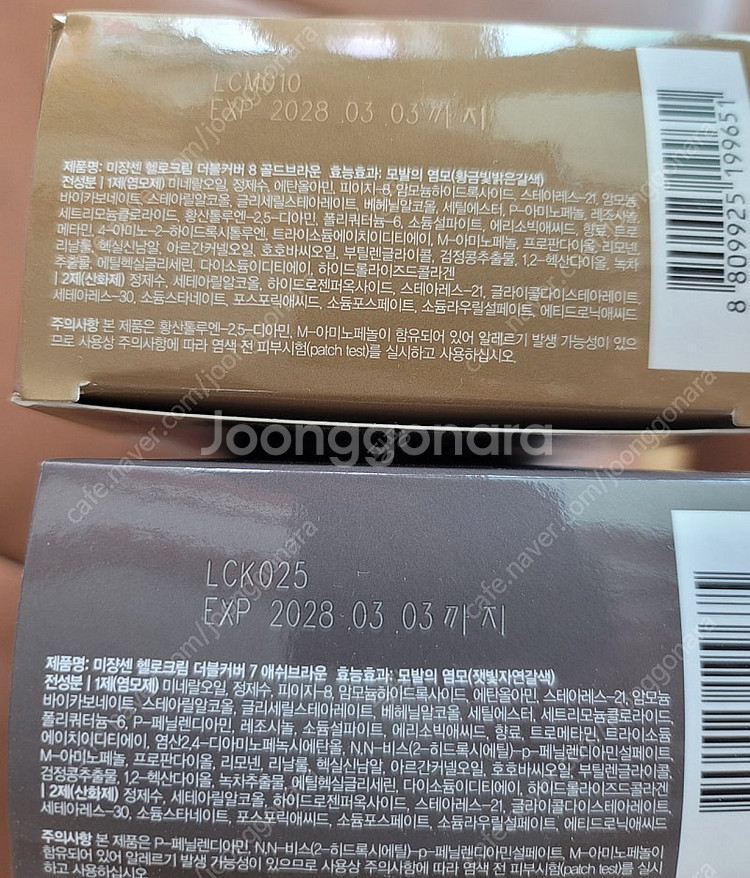 LCM010
EXP 2028 .03 03까지
제품명: 미쟝센 헬로크림 더블커버 8 골드브라운 효능효과: 모발의 염모(황금빛밝은갈색)
전성분 | 1제(염모제) 미네랄오일, 정제수, 에탄올아민, 피이지-8, 암모늄하이드록사이드, 스테아레스-21, 암모늄
바이카보네이트, 스테아릴알코올, 글리세릴스테아레이트, 베헤닐알코올, 세틸에스터, P-아미노페놀, 레조시놀,
세트리모늄클로라이드, 황산톨루엔-2,5-디아민, 폴리쿼터늄-6, 소듐설파이트, 에리소빅애씨드, 향료, 트로
메타민, 4-아미노-2-하이드록시톨루엔, 트라이소듐에이치이디티에이, M-아미노페놀, 프로판다이올, 리모넨,
리날룰, 헥실신남알, 아르간커넬오일, 호호바씨오일, 부틸렌글라이콜, 검정콩추출물, 1,2-헥산다이올, 녹차
추출물, 에틸헥실글리세린, 다이소듐이디티에이, 하이드롤라이즈드콜라겐
| 2제(산화제) 정제수, 세테아릴알코올, 하이드로젠퍼옥사이드, 스테아레스-21, 글라이콜다이스테아레이트,
세테아레스-30, 소듐스타네이트, 포스포릭애씨드, 소듐포스페이트, 소듐라우릴설페이트, 에티드로닉애씨드
주의사항 본 제품은 황산톨루엔-2,5-디아민, M-아미노페놀이 함유되어 있어 알레르기 발생 가능성이 있으
므로 사용상 주의사항에 따라 염색 전 피부시험(patch test)를 실시하고 사용하십시오.
8 809925 199651
Joonggonara
cafe.naver.com/joonggonara
LCK025
EXP 2028 .03 .03까지
제품명: 미쟝센 헬로크림 더블커버 7 애쉬브라운 효능효과: 모발의 염모(잿빛자연갈색)
전성분 | 1제(염모제) 미네랄오일, 정제수, 피이지-8, 암모늄하이드록사이드, 에탄올아민, 스테아레스-21, 암모늄
바이카보네이트, 스테아릴알코올, 글리세릴스테아레이트, 베헤닐알코올, 세틸에스터, 세트리모늄클로라이드,
폴리쿼터늄-6, P-페닐렌디아민, 레조시놀, 소듐설파이트, 에리소빅애씨드, 향료, 트로메타민, 트라이소듐
에이치이디티에이, 염산2,4-디아미노페녹시에탄올, N,N-비스(2-히드록시에틸)-p-페닐렌디아민설페이트,
M-아미노페놀, 프로판다이올, 리모넨, 리날룰, 헥실신남알, 아르간커넬오일, 호호바씨오일, 부틸렌글라이콜,
검정콩추출물, 1,2-헥산다이올, 녹차추출물, 에틸헥실글리세린, 다이소듐이디티에이, 하이드롤라이즈드콜라겐
| 2제(산화제) 정제수, 세테아릴알코올, 하이드로젠퍼옥사이드, 스테아레스-21, 글라이콜다이스테아레이트,
세테아레스-30, 소듐스타네이트, 포스포릭애씨드, 소듐포스페이트, 소듐라우릴설페이트, 에티드로닉애씨드
주의사항 본 제품은 P-페닐렌디아민, N,N-비스(2-히드록시에틸)-p-페닐렌디아민설페이트, M-아미노페놀이
함유되어 있어 알레르기 발생 가능성이 있으므로 사용상 주의사항에 따라 염색 전 피부시험(patch test)를 실시
하고 사용하십시오.